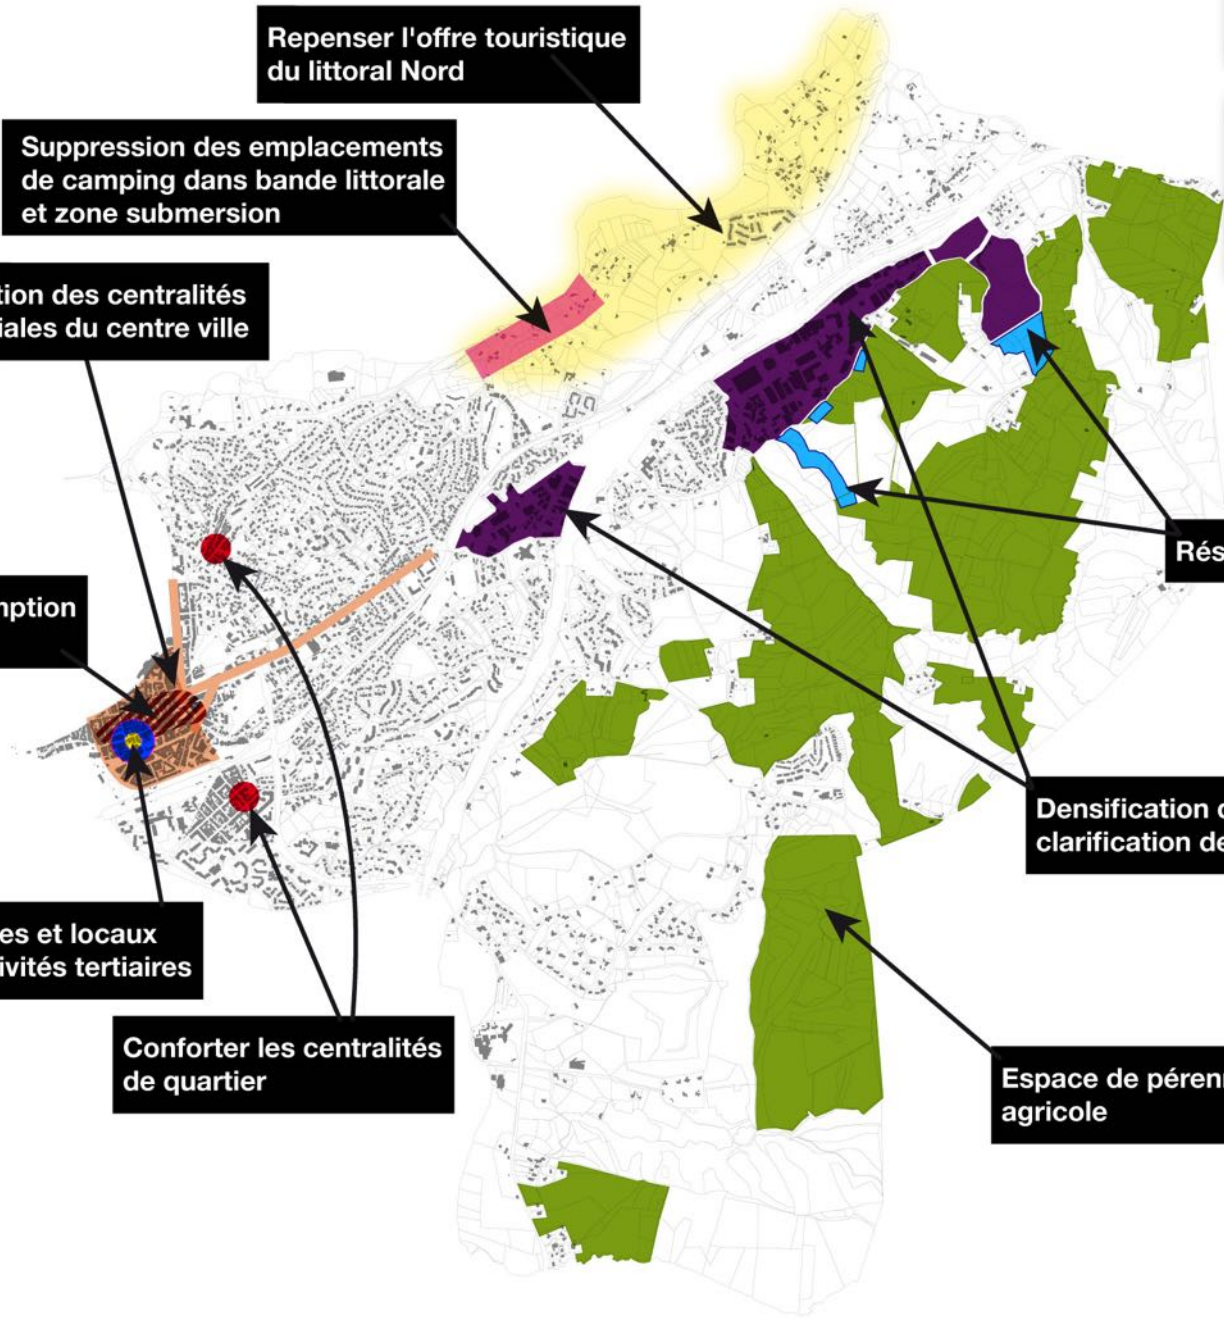 Repenser l'offre touristique
du littoral Nord
Suppression des emplacements
de camping dans bande littorale
et zone submersion
tion des centralités
iales du centre ville
Rés
nption
Densification
clarification de
es et locaux
ivités tertiaires
Conforter les centralités
de quartier
Espace de pérenn
agricole